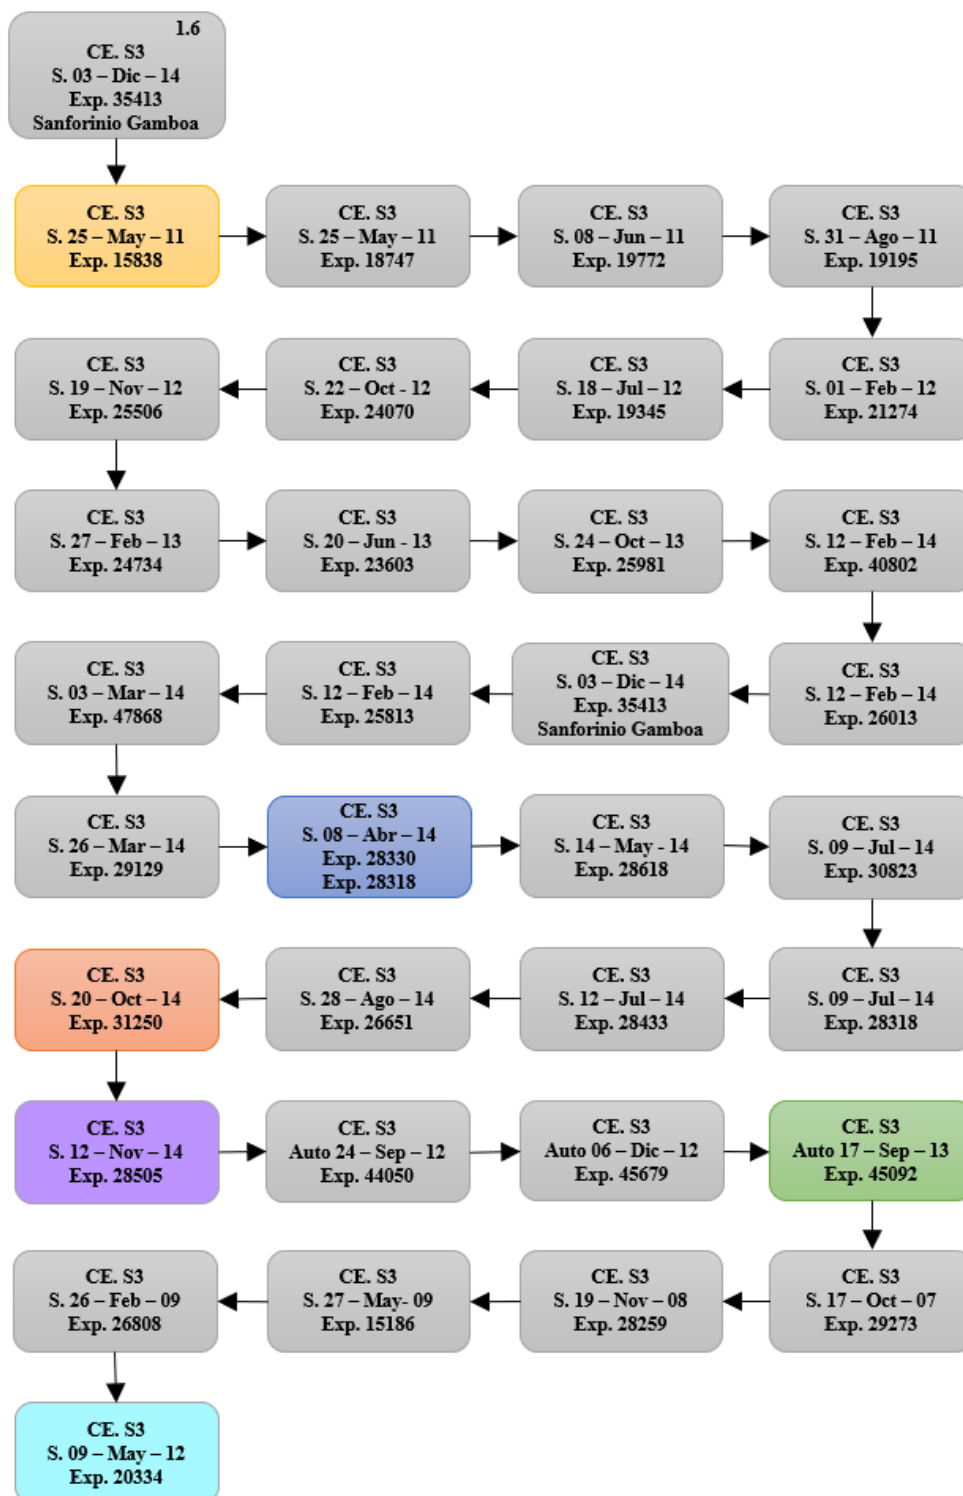 1.6
CE. S3
S. 03 – Dic – 14
Exp. 35413
Sanforinio Gamboa
CE. S3
S. 25 – May – 11
Exp. 15838
CE. S3
S. 25 – May – 11
Exp. 18747
CE. S3
S. 08 – Jun – 11
Exp. 19772
CE. S3
S. 31 – Ago – 11
Exp. 19195
CE. S3
S. 01 – Feb – 12
Exp. 21274
CE. S3
S. 18 – Jul – 12
Exp. 19345
CE. S3
S. 22 – Oct - 12
Exp. 24070
CE. S3
S. 19 – Nov – 12
Exp. 25506
CE. S3
S. 27 – Feb – 13
Exp. 24734
CE. S3
S. 20 – Jun - 13
Exp. 23603
CE. S3
S. 24 – Oct – 13
Exp. 25981
CE. S3
S. 12 – Feb – 14
Exp. 40802
CE. S3
S. 12 – Feb – 14
Exp. 26013
CE. S3
S. 03 – Dic – 14
Exp. 35413
Sanforinio Gamboa
CE. S3
S. 12 – Feb – 14
Exp. 25813
CE. S3
S. 03 – Mar – 14
Exp. 47868
CE. S3
S. 26 – Mar – 14
Exp. 29129
CE. S3
S. 08 – Abr – 14
Exp. 28330
Exp. 28318
CE. S3
S. 14 – May - 14
Exp. 28618
CE. S3
S. 09 – Jul – 14
Exp. 30823
CE. S3
S. 09 – Jul – 14
Exp. 28318
CE. S3
S. 12 – Jul – 14
Exp. 28433
CE. S3
S. 28 – Ago – 14
Exp. 26651
CE. S3
S. 20 – Oct – 14
Exp. 31250
CE. S3
S. 12 – Nov – 14
Exp. 28505
CE. S3
Auto 24 – Sep – 12
Exp. 44050
CE. S3
Auto 06 – Dic – 12
Exp. 45679
CE. S3
Auto 17 – Sep – 13
Exp. 45092
CE. S3
S. 17 – Oct – 07
Exp. 29273
CE. S3
S. 19 – Nov – 08
Exp. 28259
CE. S3
S. 27 – May- 09
Exp. 15186
CE. S3
S. 26 – Feb – 09
Exp. 26808
CE. S3
S. 09 – May – 12
Exp. 20334